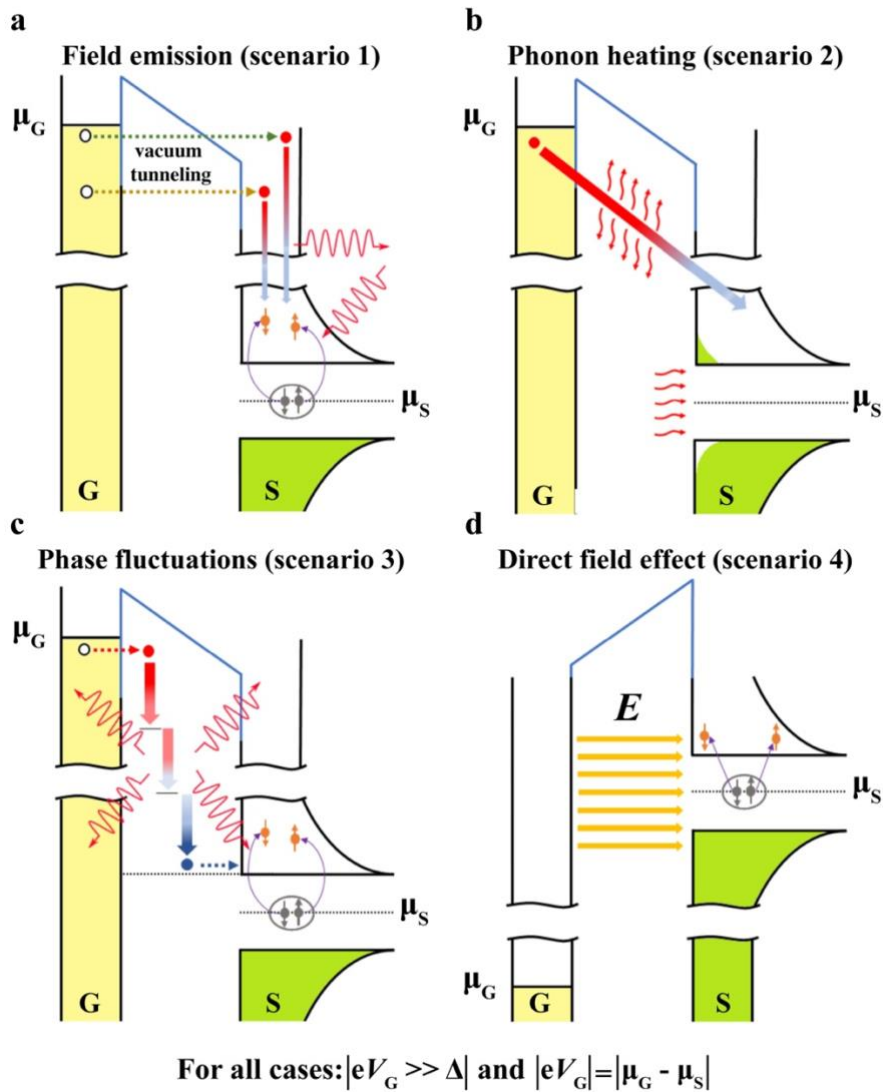 a
Field emission (scenario 1)
μG
vacuum
tunneling
μS
G
S
b
Phonon heating (scenario 2)
μG
μS
G
S
c
Phase fluctuations (scenario 3)
μG
μS
G
S
d
Direct field effect (scenario 4)
E
μS
μG
G
S
For all cases:|eVG >> Δ| and |eVG|=|μG - μS|